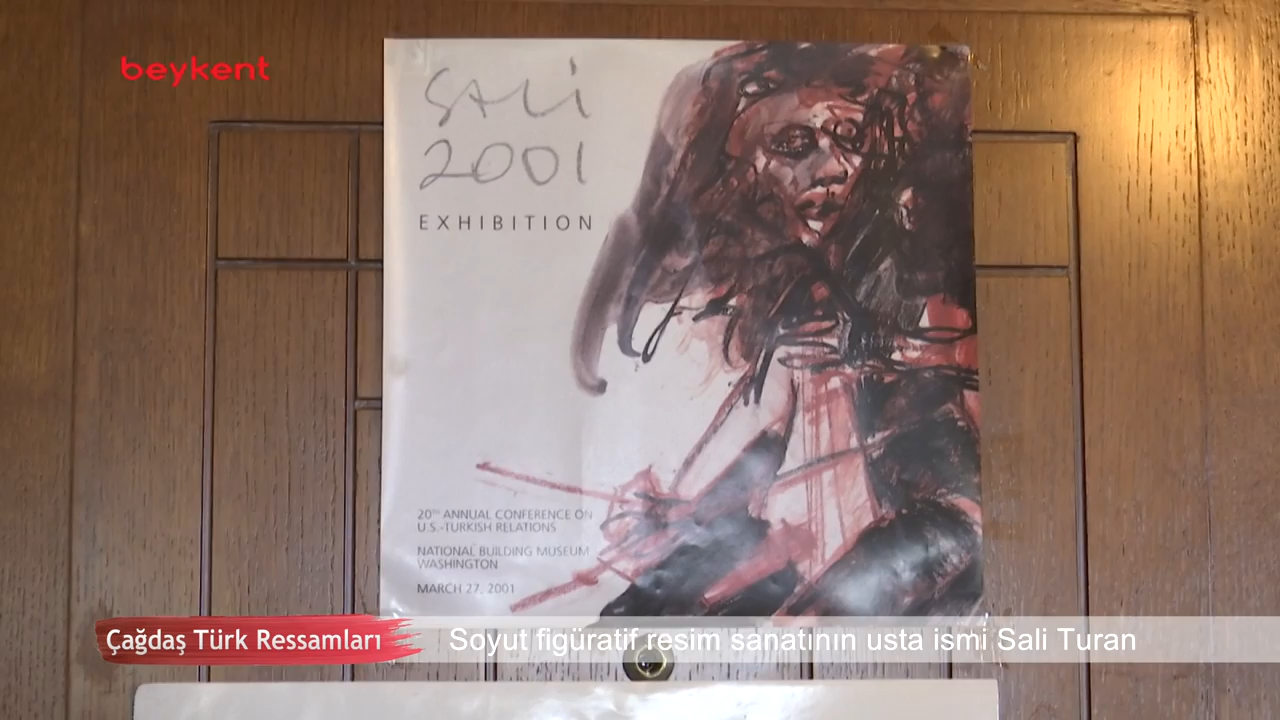 beykent
SALİ
2001
EXHIBITION
20TH ANNUAL CONFERENCE ON
U.S.-TURKISH RELATIONS
NATIONAL BUILDING MUSEUM
WASHINGTON
MARCH 27, 2001
Çağdaş Türk Ressamları
Soyut figüratif resim sanatının usta ismi Sali Turan